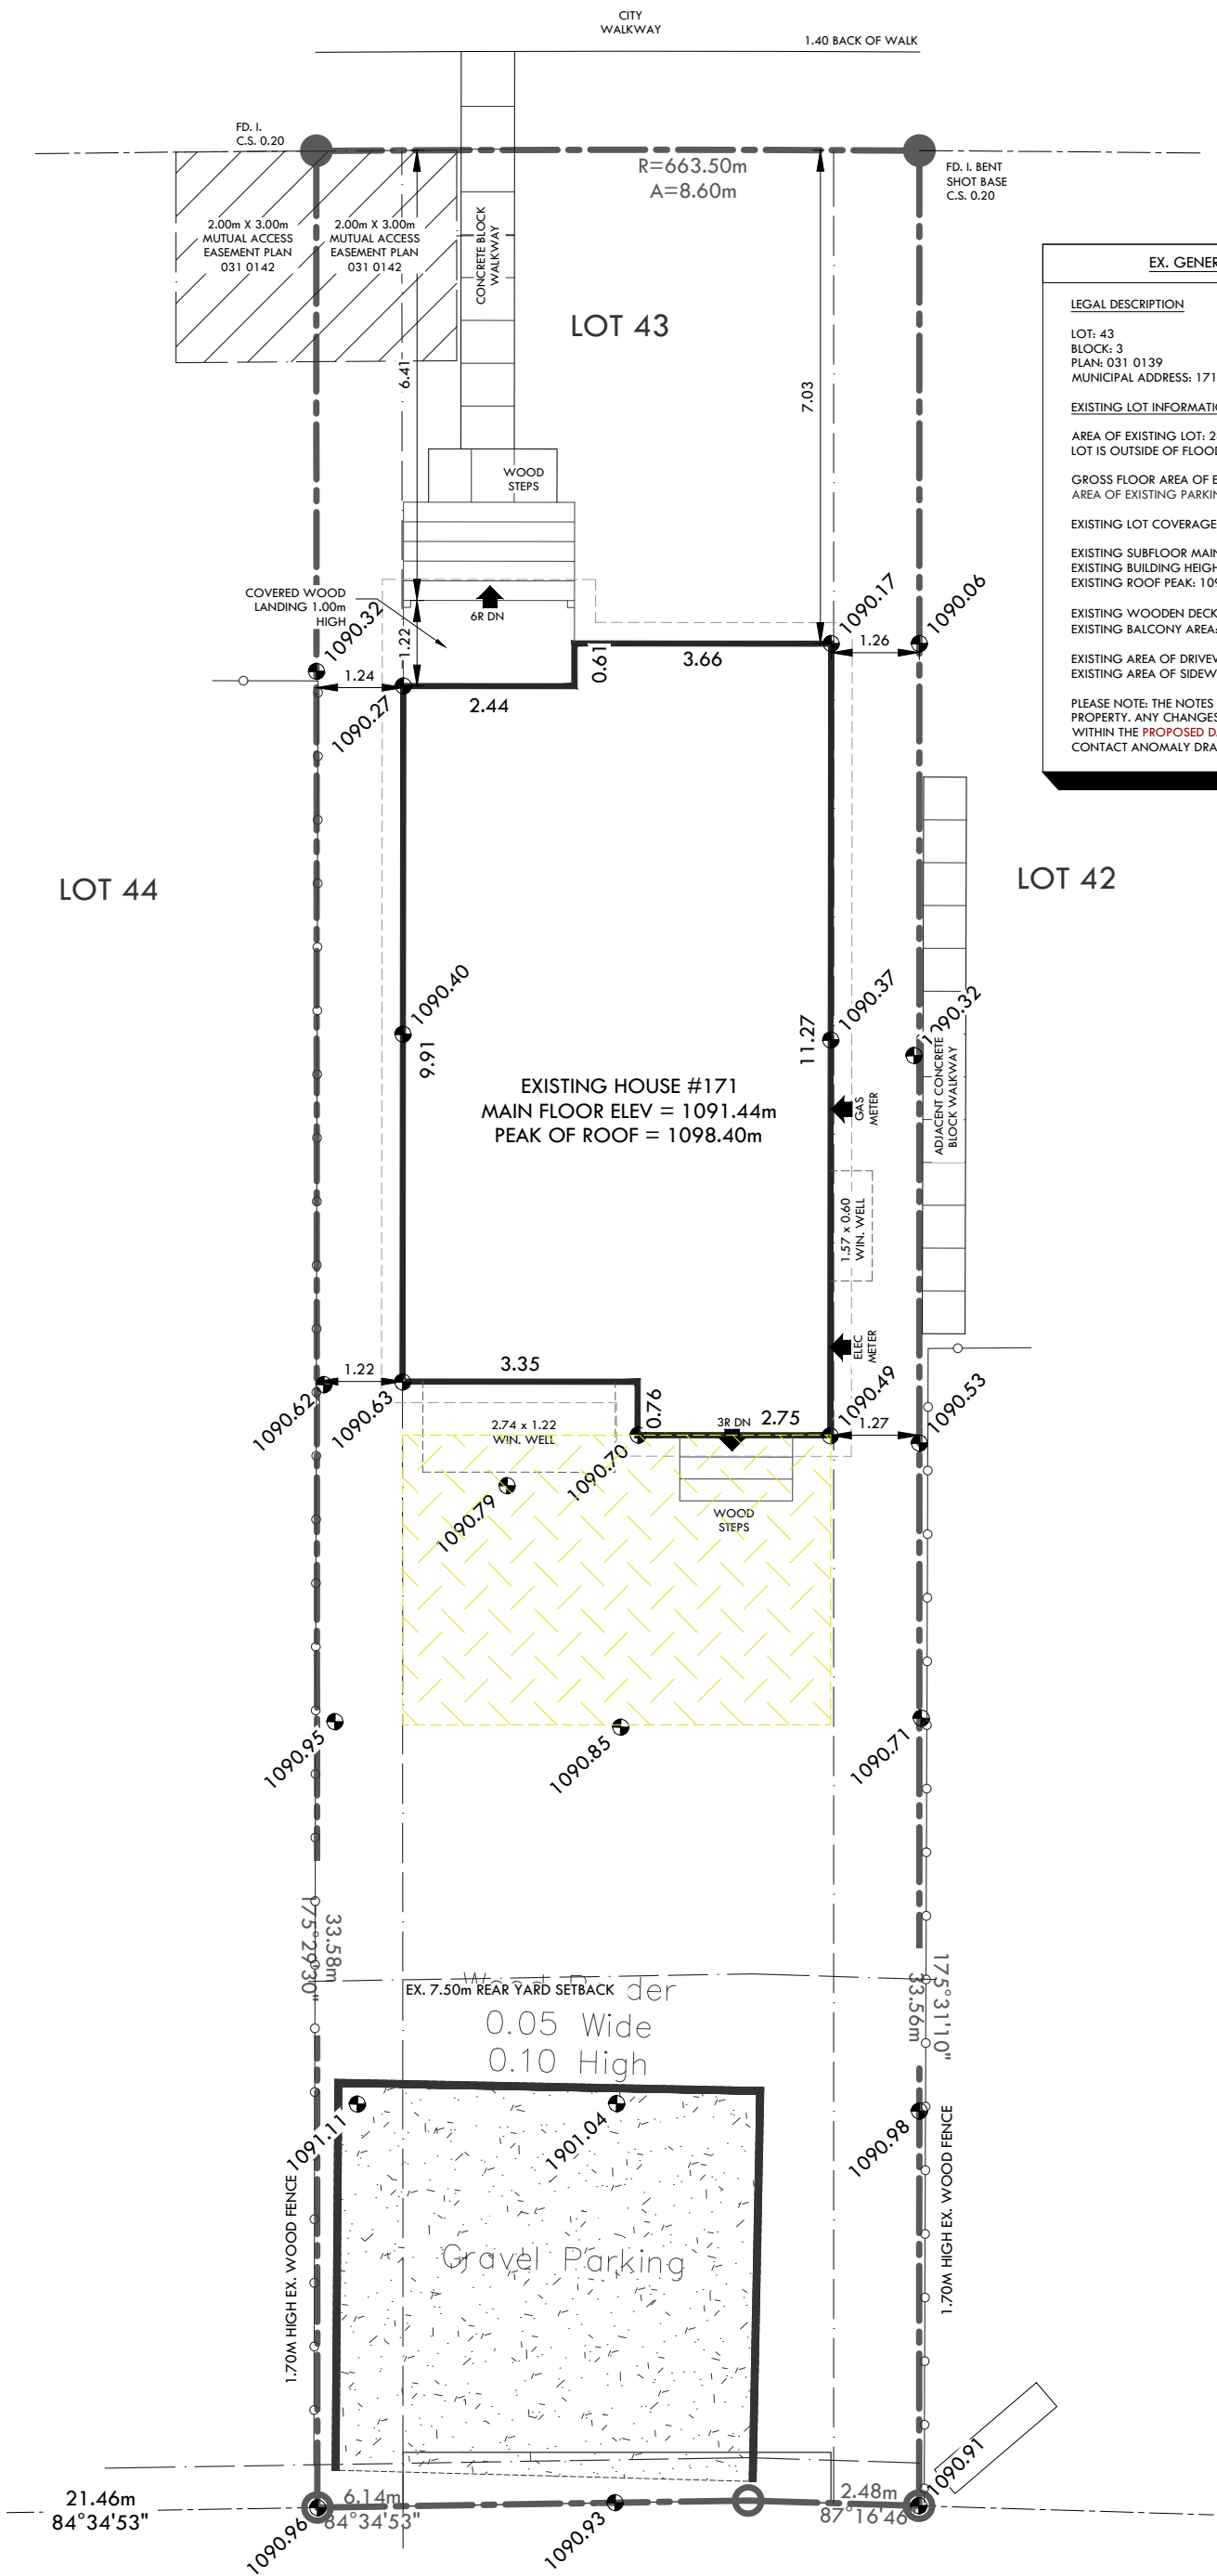 CITY
WALKWAY
1.40 BACK OF WALK
FD. I.
C.S. 0.20
R=663.50m
A=8.60m
FD. I. BENT
SHOT BASE
C.S. 0.20
2.00m X 3.00m
MUTUAL ACCESS
EASEMENT PLAN
031 0142
2.00m X 3.00m
MUTUAL ACCESS
EASEMENT PLAN
031 0142
CONCRETE BLOCK
WALKWAY
LOT 43
6.41
7.03
EX. GENER
LEGAL DESCRIPTION
LOT: 43
BLOCK: 3
PLAN: 031 0139
MUNICIPAL ADDRESS: 171
EXISTING LOT INFORMATI
AREA OF EXISTING LOT: 2
LOT IS OUTSIDE OF FLOOD
GROSS FLOOR AREA OF E
AREA OF EXISTING PARKIN
EXISTING LOT COVERAGE
EXISTING SUBFLOOR MAIN
EXISTING BUILDING HEIGH
EXISTING ROOF PEAK: 109
EXISTING WOODEN DECK
EXISTING BALCONY AREA:
EXISTING AREA OF DRIVEW
EXISTING AREA OF SIDEW
PLEASE NOTE: THE NOTES
PROPERTY. ANY CHANGES
WITHIN THE PROPOSED D
CONTACT ANOMALY DRA
WOOD
STEPS
COVERED WOOD
LANDING 1.00m
HIGH
6R DN
1090.32
1.22
1090.17
1090.06
0.61
3.66
1.26
1.24
1090.27
2.44
LOT 44
LOT 42
1090.40
9.91
11.27
1090.37
1090.32
EXISTING HOUSE #171
MAIN FLOOR ELEV = 1091.44m
PEAK OF ROOF = 1098.40m
GAS
METER
ADJACENT CONCRETE
BLOCK WALKWAY
1.57 x 0.60
WIN. WELL
ELEC
METER
1.22
3.35
1090.62
1090.63
0.76
3R DN
2.75
1090.49
1.27
1090.53
2.74 x 1.22
WIN. WELL
1090.70
1090.79
WOOD
STEPS
1090.95
1090.85
1090.71
33.58m
175°29'30"
175°31'10"
33.56m
EX. 7.50m REAR YARD SETBACK
der
0.05 Wide
0.10 High
1091.11
1901.04
1090.98
1.70M HIGH EX. WOOD FENCE
1.70M HIGH EX. WOOD FENCE
Gravel Parking
1090.91
21.46m
84°34'53"
6.14m
84°34'53"
2.48m
87°16'46"
1090.96
1090.93